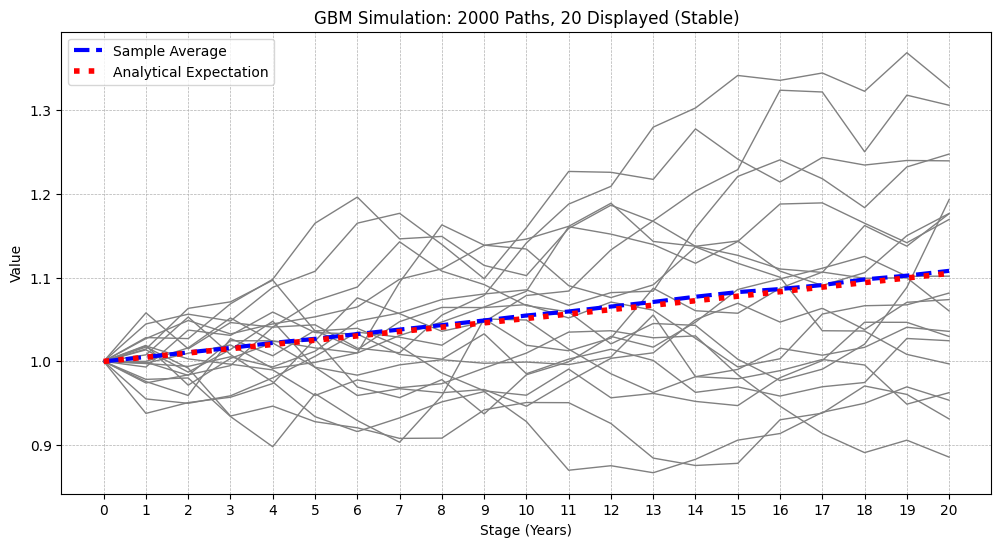 GBM Simulation: 2000 Paths, 20 Displayed (Stable)
Sample Average
Analytical Expectation
Value
1.3
1.2
1.1
1.0
0.9
0 1 2 3 4 5 6 7 8 9 10 11 12 13 14 15 16 17 18 19 20
Stage (Years)